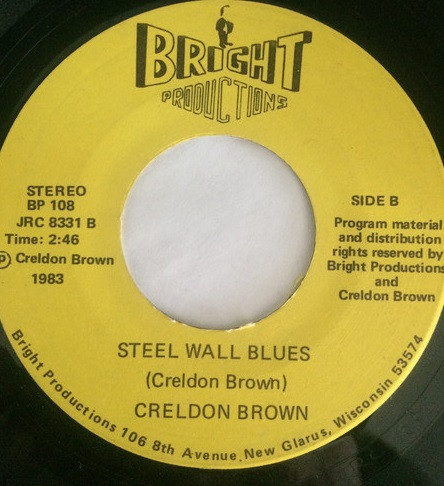 BRIGHT
PRODUCTIONS
STEREO
BP 108
JRC 8331 B
Time: 2:46
Ⓟ Creldon Brown
1983
SIDE B
Program material
and distribution
rights reserved by
Bright Productions
and
Creldon Brown
STEEL WALL BLUES
(Creldon Brown)
CRELDON BROWN
Bright Productions 106 8th Avenue, New Glarus, Wisconsin 53574